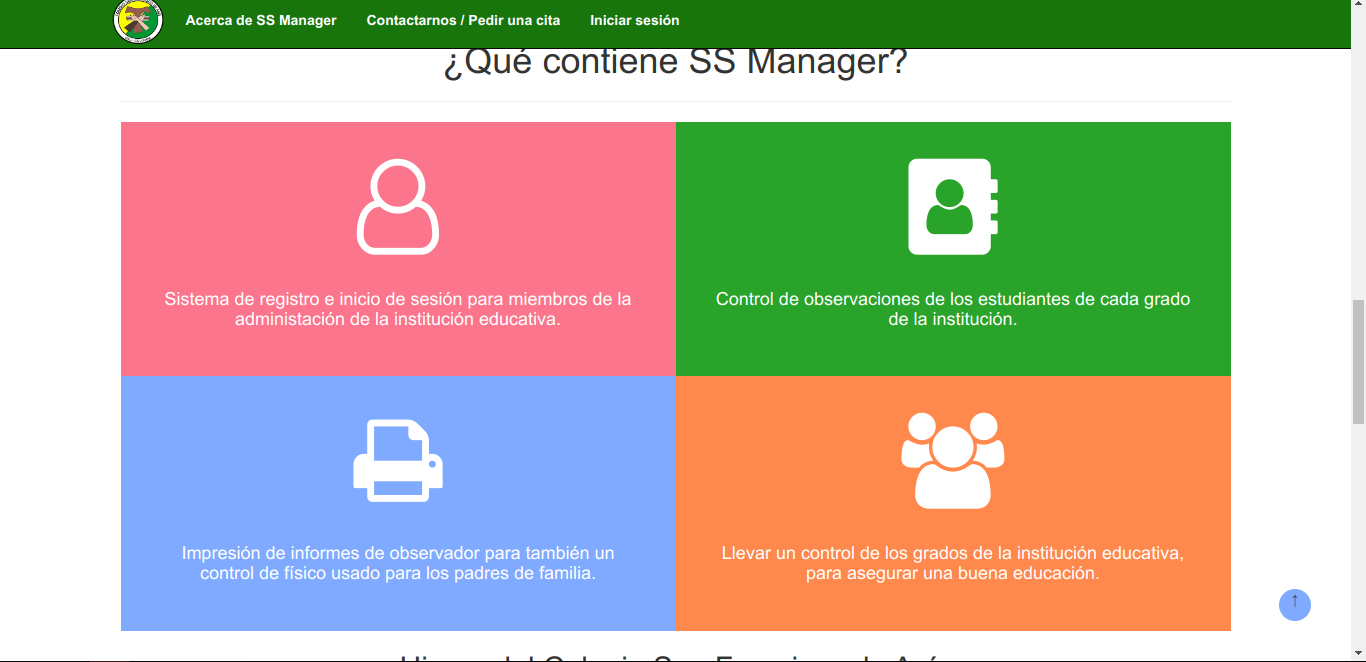 Acerca de SS Manager
Contactarnos / Pedir una cita
Iniciar sesión
¿Qué contiene SS Manager?
Sistema de registro e inicio de sesión para miembros de la
administación de la institución educativa.
Control de observaciones de los estudiantes de cada grado
de la institución.
Impresión de informes de observador para también un
control de físico usado para los padres de familia.
Llevar un control de los grados de la institución educativa,
para asegurar una buena educación.
↑